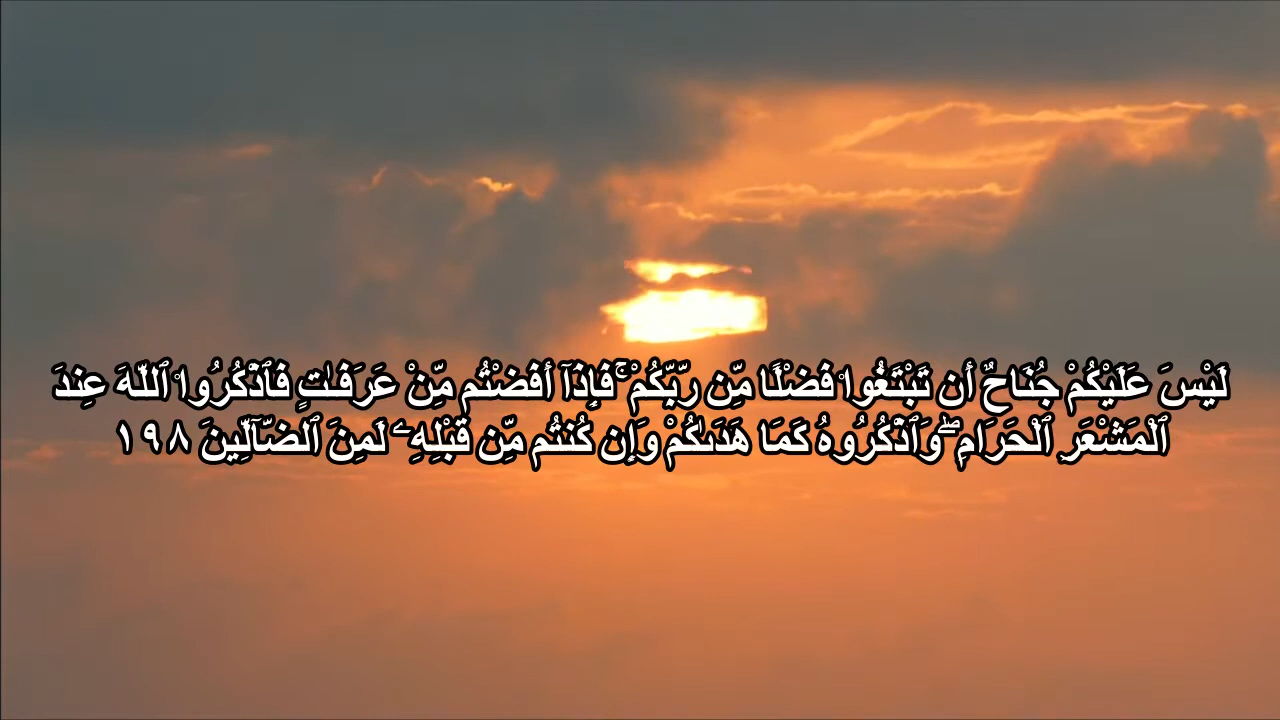 لَيْسَ عَلَيْكُمْ جُنَاحٌ أَن تَبْتَغُوا۟ فَضْلًا مِّن رَّبِّكُمْ ۚ فَإِذَآ أَفَضْتُم مِّنْ عَرَفَـٰتٍ فَٱذْكُرُوا۟ ٱللَّهَ عِندَ
ٱلْمَشْعَرِ ٱلْحَرَامِ ۖ وَٱذْكُرُوهُ كَمَا هَدَىٰكُمْ وَإِن كُنتُم مِّن قَبْلِهِۦ لَمِنَ ٱلضَّآلِّينَ ١٩٨